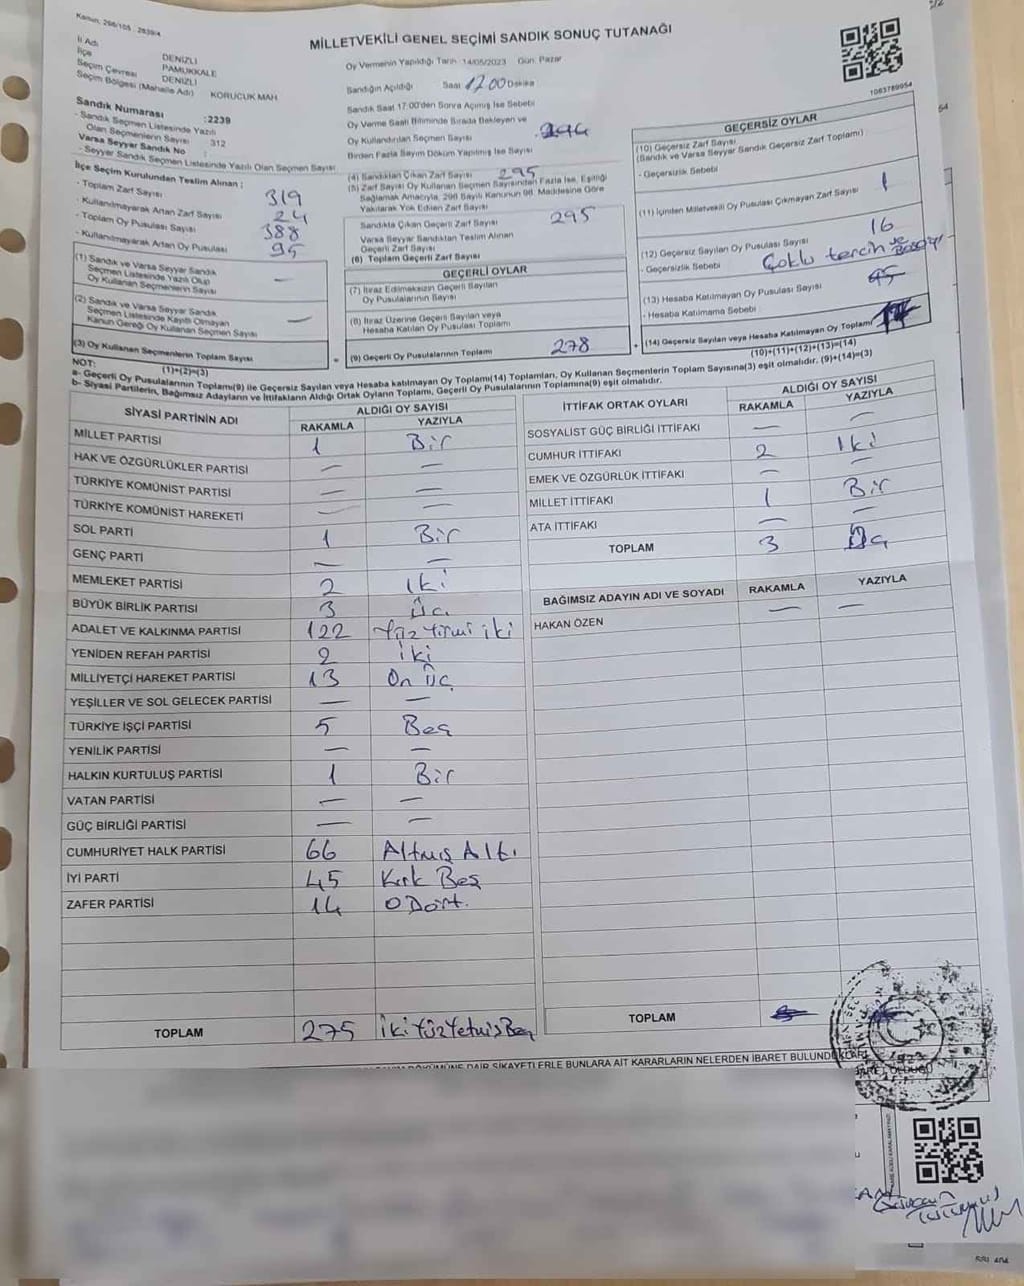 Kanun: 298/105 - 2839/4
MİLLETVEKİLİ GENEL SEÇİMİ SANDIK SONUÇ TUTANAĞI
1063789954
İl Adı DENİZLİ
İlçe PAMUKKALE
Seçim Çevresi DENİZLİ
Seçim Bölgesi (Mahalle Adı) KORUCUK MAH
Sandık Numarası :2239
- Sandık Seçmen Listesinde Yazılı
Olan Seçmenlerin Sayısı : 312
Varsa Seyyar Sandık No :
- Seyyar Sandık Seçmen Listesinde Yazılı Olan Seçmen Sayısı
İlçe Seçim Kurulundan Teslim Alınan :
- Toplam Zarf Sayısı 319
- Kullanılmayarak Artan Zarf Sayısı 24
- Toplam Oy Pusulası Sayısı 388
- Kullanılmayarak Artan Oy Pusulası 95
(1) Sandık ve Varsa Seyyar Sandık
Seçmen Listesinde Yazılı Olup
Oy Kullanan Seçmenlerin Sayısı —
(2) Sandık ve Varsa Seyyar Sandık
Seçmen Listesinde Kayıtlı Olmayan
Kanun Gereği Oy Kullanan Seçmen Sayısı —
(3) Oy Kullanan Seçmenlerin Toplam Sayısı
(1)+(2)=(3)
Oy Vermenin Yapıldığı Tarih : 14/05/2023 Gün: Pazar
Sandığın Açıldığı Saat 17.00 Dakika
Sandık Saat 17:00'den Sonra Açılmış İse Sebebi
Oy Verme Saati Bitiminde Sırada Bekleyen ve
Oy Kullandırılan Seçmen Sayısı
Birden Fazla Sayım Döküm Yapılmış İse Sayısı
(4) Sandıktan Çıkan Zarf Sayısı 295
(5) Zarf Sayısı Oy Kullanan Seçmen Sayısından Fazla İse, Eşitliği
Sağlamak Amacıyla, 298 Sayılı Kanunun 98. Maddesine Göre
Yakılarak Yok Edilen Zarf Sayısı
Sandıkta Çıkan Geçerli Zarf Sayısı 295
Varsa Seyyar Sandıktan Teslim Alınan
Geçerli Zarf Sayısı
(6) Toplam Geçerli Zarf Sayısı
GEÇERLİ OYLAR
(7) İtiraz Edilmeksizin Geçerli Sayılan
Oy Pusulalarının Sayısı
(8) İtiraz Üzerine Geçerli Sayılan veya
Hesaba Katılan Oy Pusulası Toplamı
= (9) Geçerli Oy Pusulalarının Toplamı 278
GEÇERSİZ OYLAR
(10) Geçersiz Zarf Sayısı
(Sandık ve Varsa Seyyar Sandık Geçersiz Zarf Toplamı)
- Geçersizlik Sebebi
(11) İçinden Milletvekili Oy Pusulası Çıkmayan Zarf Sayısı 1
(12) Geçersiz Sayılan Oy Pusulası Sayısı 16
- Geçersizlik Sebebi Çoklu tercih ve
(13) Hesaba Katılmayan Oy Pusulası Sayısı
- Hesaba Katılmama Sebebi
+ (14) Geçersiz Sayılan veya Hesaba Katılmayan Oy Toplamı
(10)+(11)+(12)+(13)=(14)
NOT:
a- Geçerli Oy Pusulalarının Toplamı(9) ile Geçersiz Sayılan veya Hesaba katılmayan Oy Toplamı(14) Toplamları, Oy Kullanan Seçmenlerin Toplam Sayısına(3) eşit olmalıdır. (9)+(14)=(3)
b- Siyasi Partilerin, Bağımsız Adayların ve İttifakların Aldığı Ortak Oyların Toplamı, Geçerli Oy Pusulalarının Toplamına(9) eşit olmalıdır.
SİYASİ PARTİNİN ADI ALDIĞI OY SAYISI
RAKAMLA YAZIYLA
MİLLET PARTİSİ 1 Bir
HAK VE ÖZGÜRLÜKLER PARTİSİ — —
TÜRKİYE KOMÜNİST PARTİSİ — —
TÜRKİYE KOMÜNİST HAREKETİ — —
SOL PARTİ 1 Bir
GENÇ PARTİ — —
MEMLEKET PARTİSİ 2 İki
BÜYÜK BİRLİK PARTİSİ 3 Üç
ADALET VE KALKINMA PARTİSİ 122 Yüz Yirmi iki
YENİDEN REFAH PARTİSİ 2 iki
MİLLİYETÇİ HAREKET PARTİSİ 13 On Üç
YEŞİLLER VE SOL GELECEK PARTİSİ — —
TÜRKİYE İŞÇİ PARTİSİ 5 Beş
YENİLİK PARTİSİ — —
HALKIN KURTULUŞ PARTİSİ 1 Bir
VATAN PARTİSİ — —
GÜÇ BİRLİĞİ PARTİSİ — —
CUMHURİYET HALK PARTİSİ 66 Altmış Altı
İYİ PARTİ 45 Kırk Beş
ZAFER PARTİSİ 14 O Dört.
TOPLAM 275 İki Yüz Yetmiş Beş
İTTİFAK ORTAK OYLARI ALDIĞI OY SAYISI
RAKAMLA YAZIYLA
SOSYALİST GÜÇ BİRLİĞİ İTTİFAKI — —
CUMHUR İTTİFAKI 2 İki
EMEK VE ÖZGÜRLÜK İTTİFAKI — —
MİLLET İTTİFAKI 1 Bir
ATA İTTİFAKI — —
TOPLAM 3 Üç
BAĞIMSIZ ADAYIN ADI VE SOYADI RAKAMLA YAZIYLA
HAKAN ÖZEN — —
TOPLAM
DAİR ŞİKAYETLERLE BUNLARA AİT KARARLARIN NELERDEN İBARET BULUNDUKLARI